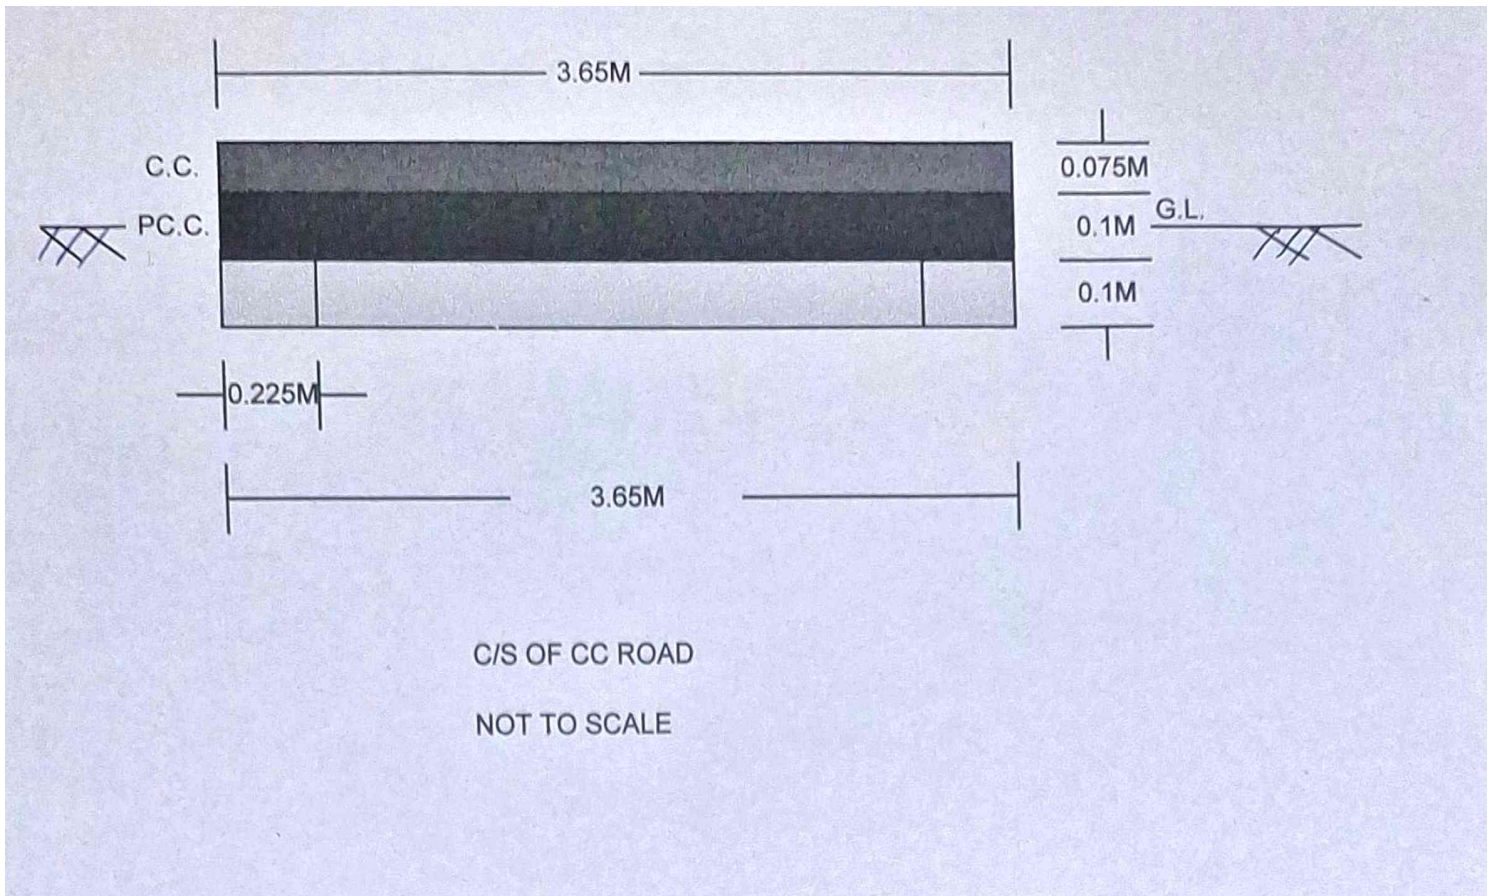 3.65M
C.C.
0.075M
PC.C.
0.1M
G.L.
0.1M
0.225M
3.65M
C/S OF CC ROAD
NOT TO SCALE